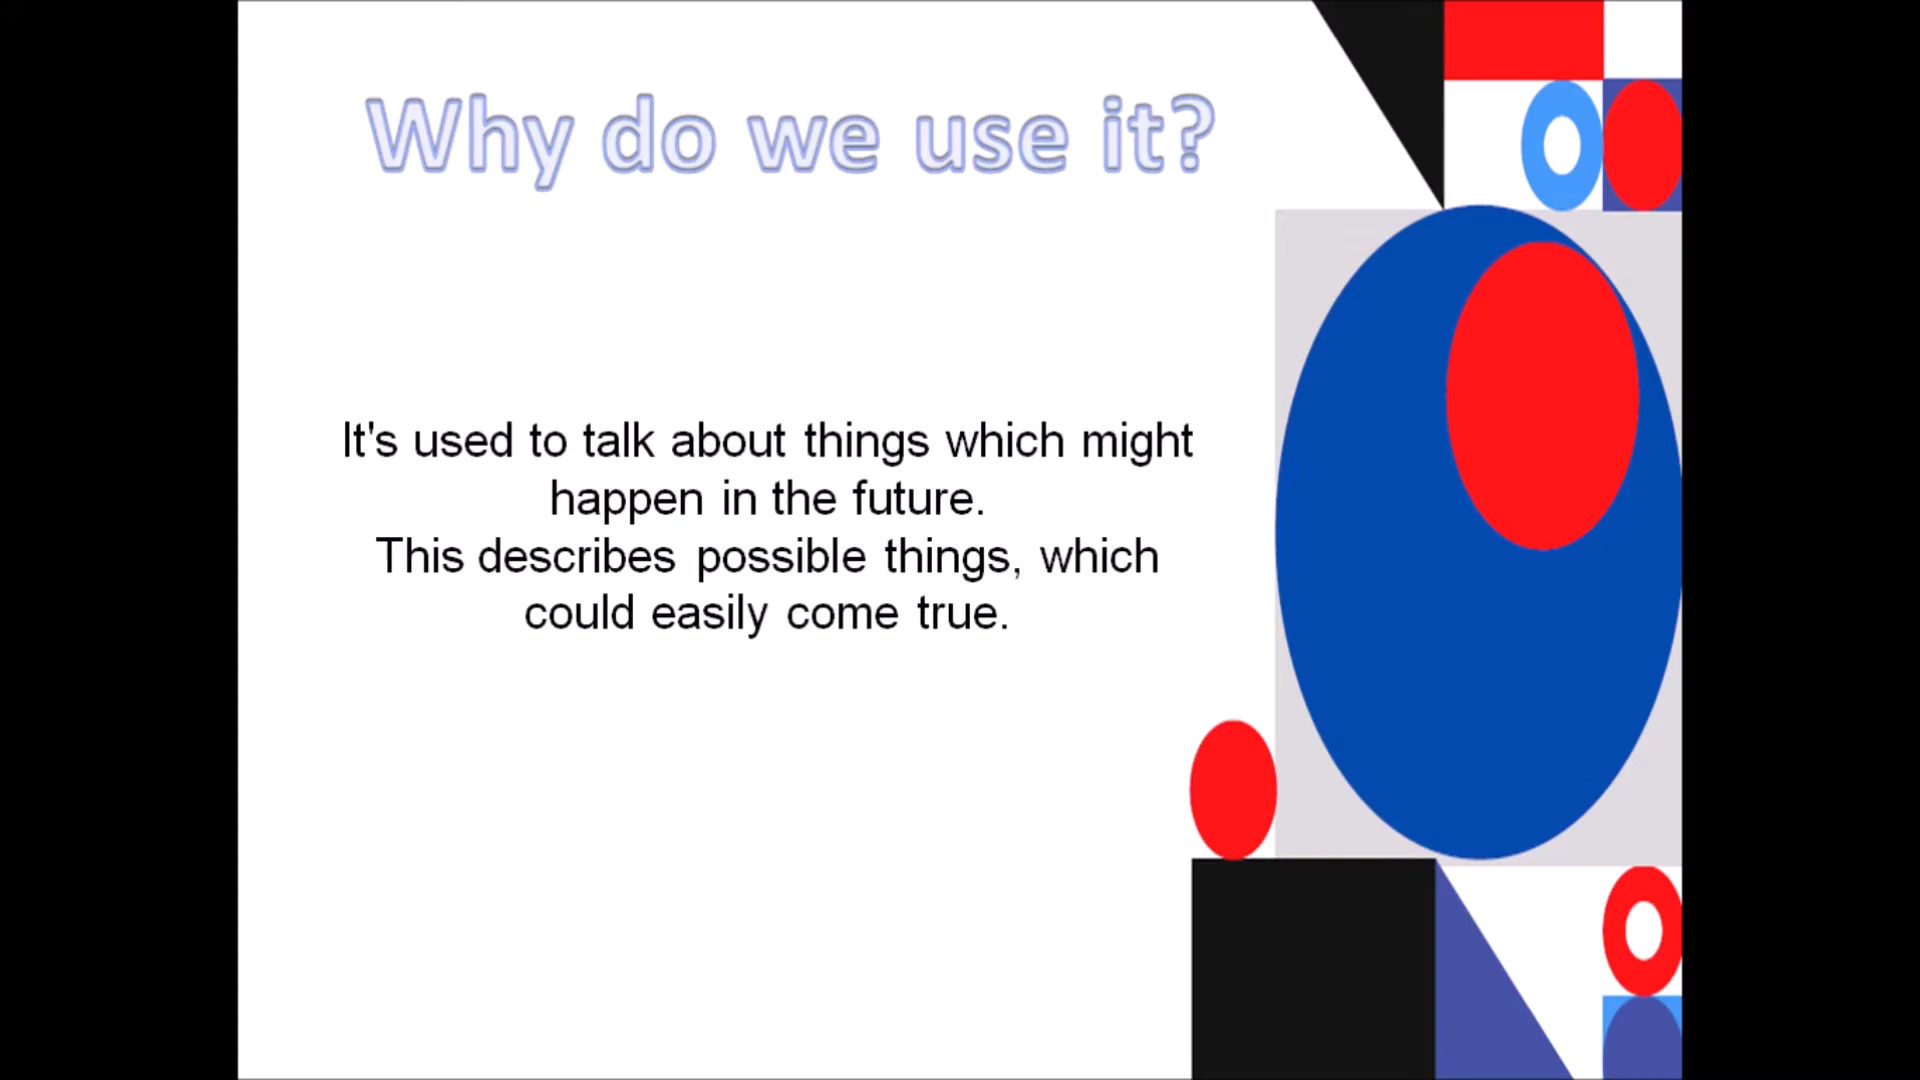 Why do we use it?
It's used to talk about things which might
happen in the future.
This describes possible things, which
could easily come true.